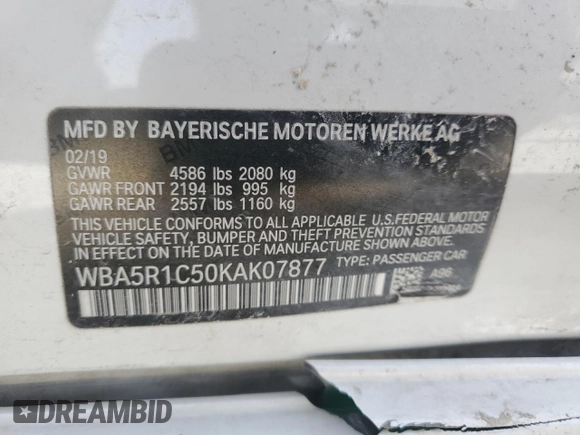 MFD BY BAYERISCHE MOTOREN WERKE AG
02/19
GVWR 4586 lbs 2080 kg
GAWR FRONT 2194 lbs 995 kg
GAWR REAR 2557 lbs 1160 kg
THIS VEHICLE CONFORMS TO ALL APPLICABLE U.S.FEDERAL MOTOR
VEHICLE SAFETY, BUMPER AND THEFT PREVENTION STANDARDS
IN EFFECT ON THE DATE OF MANUFACTURE SHOWN ABOVE.
WBA5R1C50KAK07877 TYPE: PASSENGER CAR
A96
DREAMBID